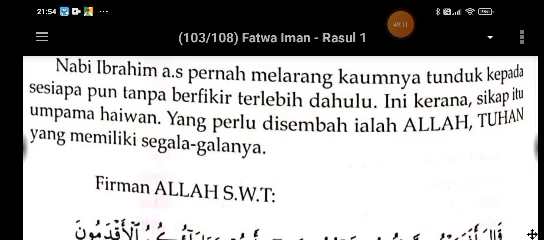 21:54
(103/108) Fatwa Iman - Rasul 1
Nabi Ibrahim a.s pernah melarang kaumnya tunduk kepada
sesiapa pun tanpa berfikir terlebih dahulu. Ini kerana, sikap itu
umpama haiwan. Yang perlu disembah ialah ALLAH, TUHAN
yang memiliki segala-galanya.
Firman ALLAH S.W.T: